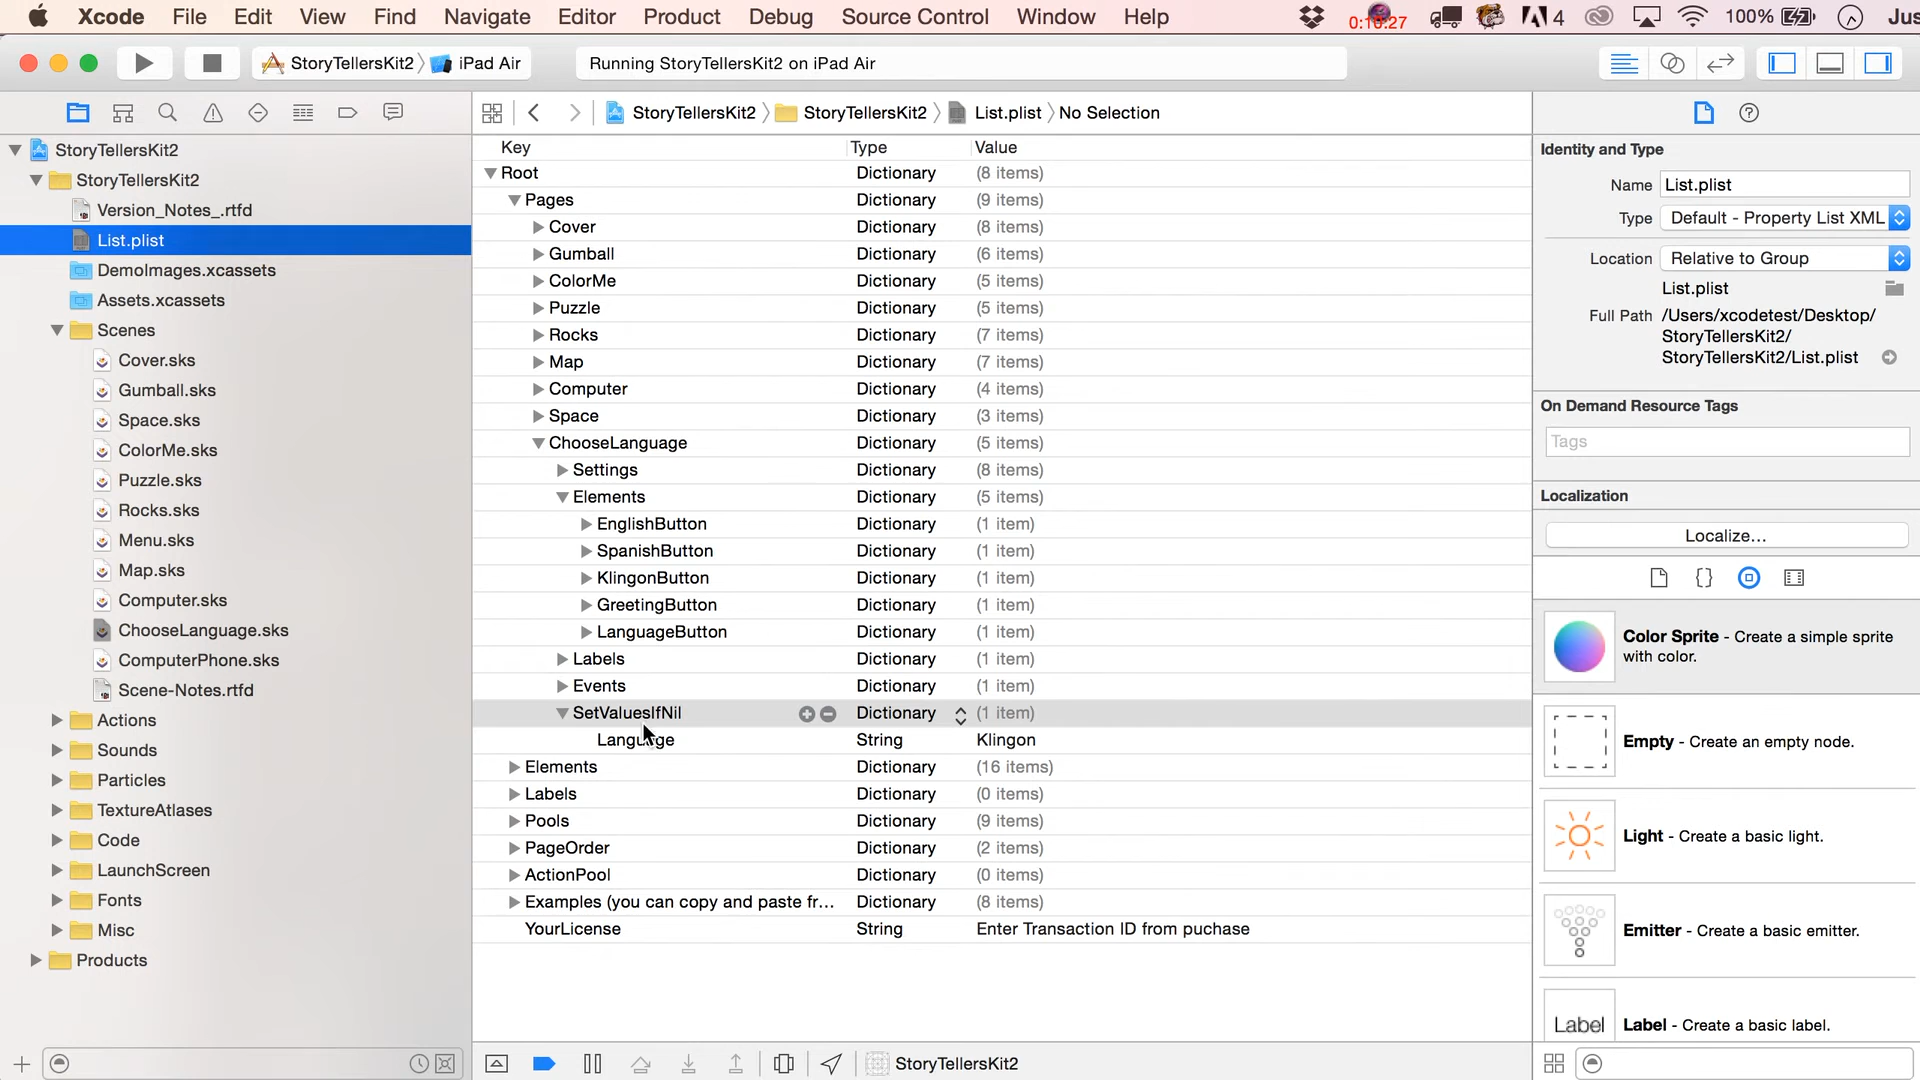 Xcode File Edit View Find Navigate Editor Product Debug Source Control Window Help 4 100% Jus
StoryTellersKit2 iPad Air Running StoryTellersKit2 on iPad Air
StoryTellersKit2 StoryTellersKit2 List.plist No Selection
StoryTellersKit2
StoryTellersKit2
Version_Notes_.rtfd
List.plist
DemoImages.xcassets
Assets.xcassets
Scenes
Cover.sks
Gumball.sks
Space.sks
ColorMe.sks
Puzzle.sks
Rocks.sks
Menu.sks
Map.sks
Computer.sks
ChooseLanguage.sks
ComputerPhone.sks
Scene-Notes.rtfd
Actions
Sounds
Particles
TextureAtlases
Code
LaunchScreen
Fonts
Misc
Products
Key Type Value
Root Dictionary (8 items)
Pages Dictionary (9 items)
Cover Dictionary (8 items)
Gumball Dictionary (6 items)
ColorMe Dictionary (5 items)
Puzzle Dictionary (5 items)
Rocks Dictionary (7 items)
Map Dictionary (7 items)
Computer Dictionary (4 items)
Space Dictionary (3 items)
ChooseLanguage Dictionary (5 items)
Settings Dictionary (8 items)
Elements Dictionary (5 items)
EnglishButton Dictionary (1 item)
SpanishButton Dictionary (1 item)
KlingonButton Dictionary (1 item)
GreetingButton Dictionary (1 item)
LanguageButton Dictionary (1 item)
Labels Dictionary (1 item)
Events Dictionary (1 item)
SetValuesIfNil Dictionary (1 item)
Language String Klingon
Elements Dictionary (16 items)
Labels Dictionary (0 items)
Pools Dictionary (9 items)
PageOrder Dictionary (2 items)
ActionPool Dictionary (0 items)
Examples (you can copy and paste fr... Dictionary (8 items)
YourLicense String Enter Transaction ID from puchase
StoryTellersKit2
Identity and Type
Name List.plist
Type Default - Property List XML
Location Relative to Group
List.plist
Full Path /Users/xcodetest/Desktop/
StoryTellersKit2/
StoryTellersKit2/List.plist
On Demand Resource Tags
Tags
Localization
Localize...
Color Sprite - Create a simple sprite
with color.
Empty - Create an empty node.
Light - Create a basic light.
Emitter - Create a basic emitter.
Label Label - Create a basic label.